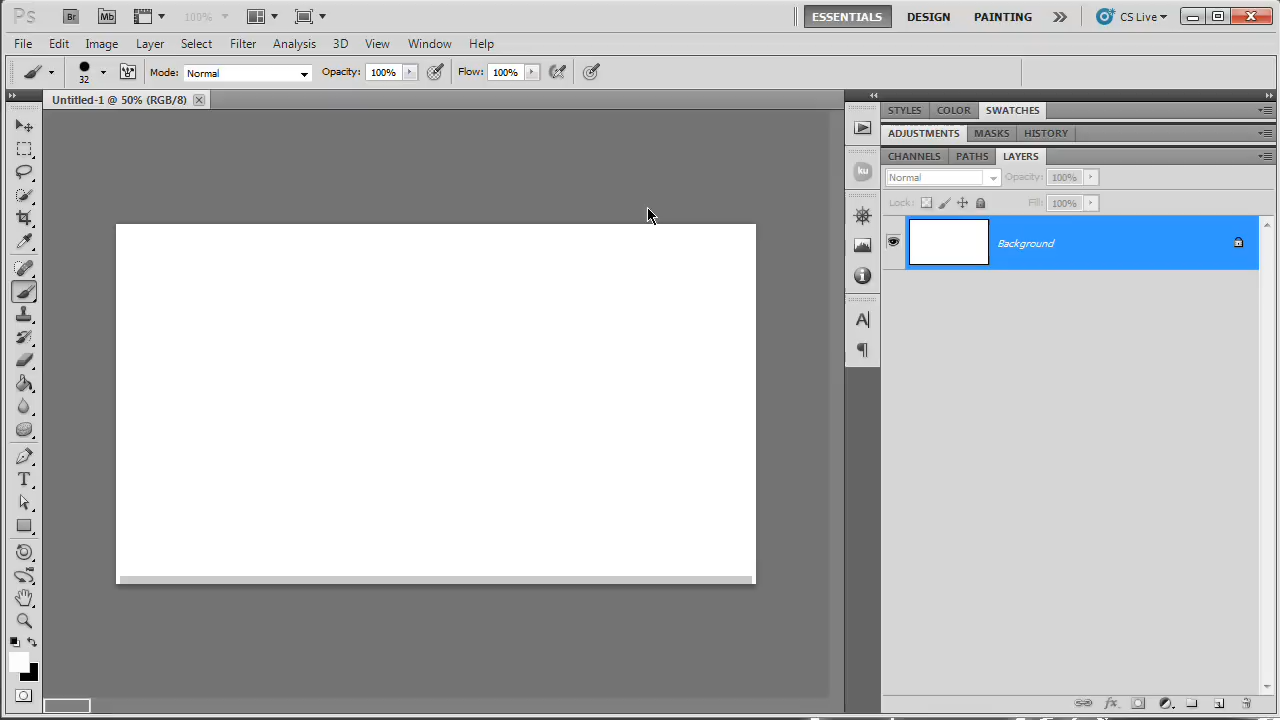 Ps Br Mb 100% ESSENTIALS DESIGN PAINTING CS Live
File Edit Image Layer Select Filter Analysis 3D View Window Help
32 Mode: Normal Opacity: 100% Flow: 100%
Untitled-1 @ 50% (RGB/8)
STYLES COLOR SWATCHES
ADJUSTMENTS MASKS HISTORY
CHANNELS PATHS LAYERS
Normal Opacity: 100%
Lock: Fill: 100%
Background
ku
A
T
fx